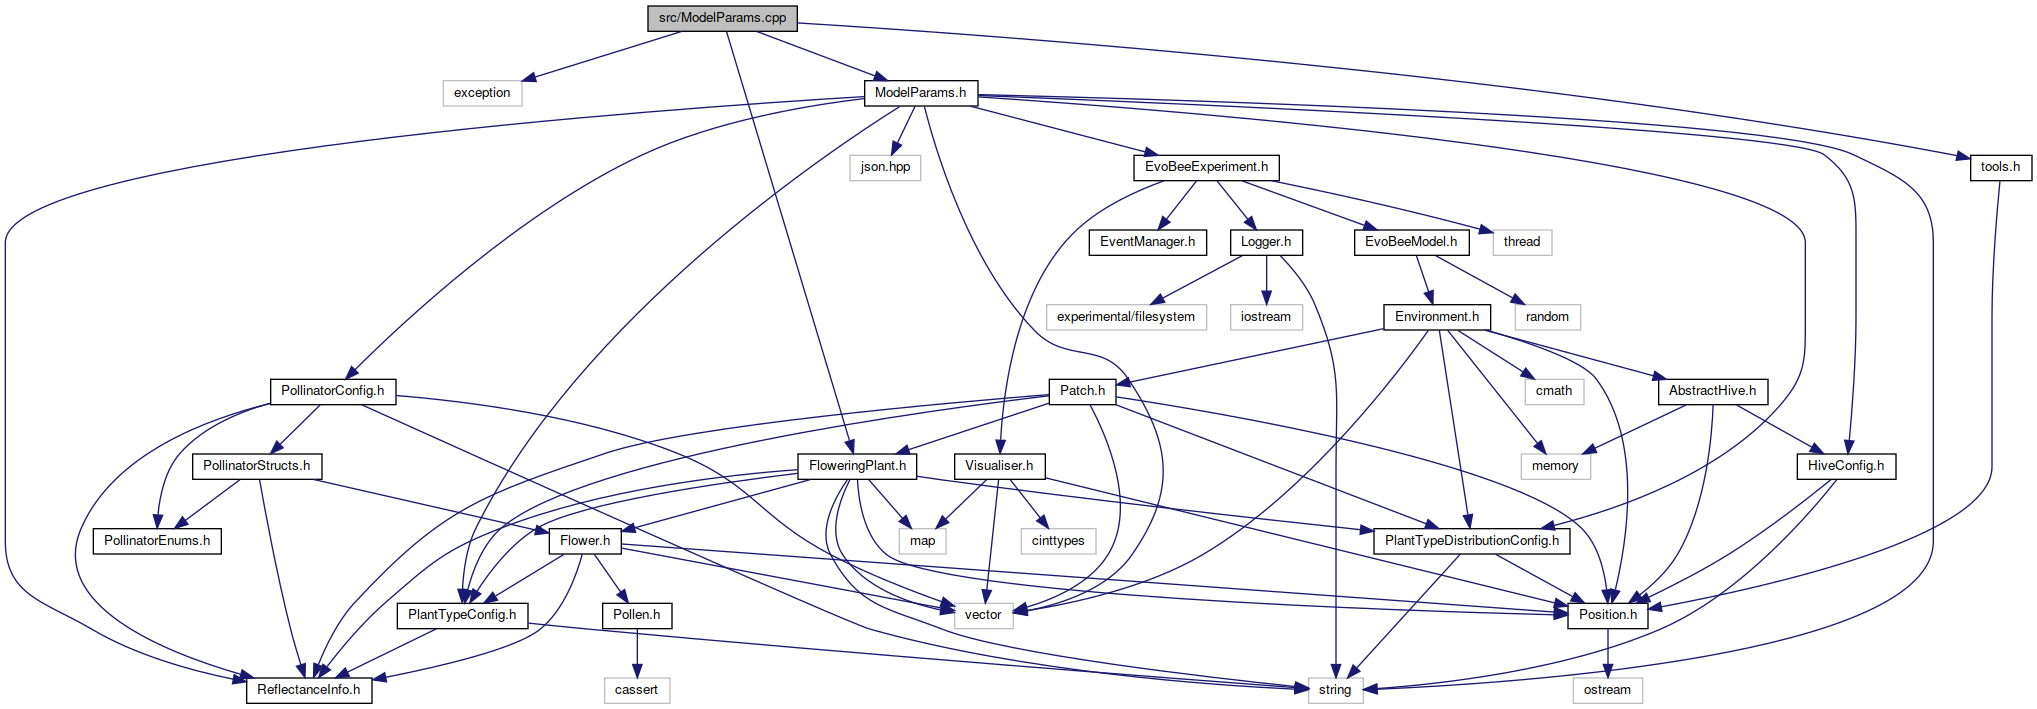 src/ModelParams.cpp
exception
ModelParams.h
json.hpp
EvoBeeExperiment.h
tools.h
EventManager.h
Logger.h
EvoBeeModel.h
thread
experimental/filesystem
iostream
Environment.h
random
PollinatorConfig.h
Patch.h
cmath
AbstractHive.h
PollinatorStructs.h
FloweringPlant.h
Visualiser.h
memory
HiveConfig.h
PollinatorEnums.h
Flower.h
map
cinttypes
PlantTypeDistributionConfig.h
PlantTypeConfig.h
Pollen.h
vector
Position.h
ReflectanceInfo.h
cassert
string
ostream